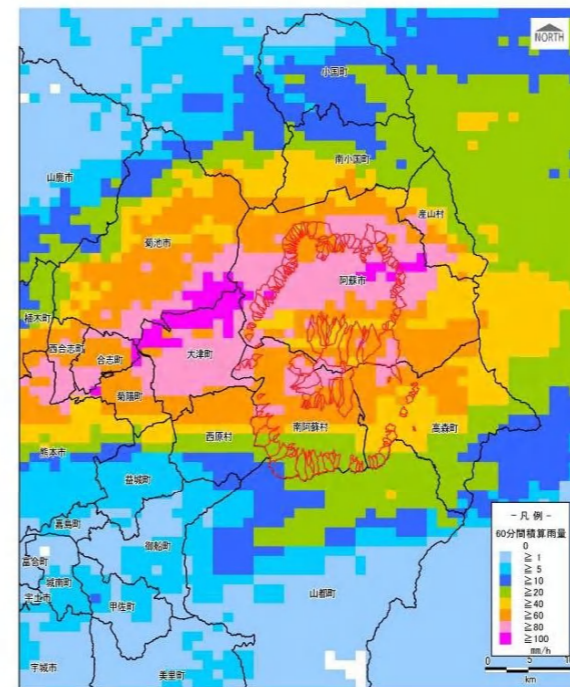 NORTH
小国町
南小国町
山鹿市
産山村
菊池市
阿蘇市
植木町
西合志町
合志町
大津町
菊陽町
西原村
南阿蘇村
高森町
熊本市
益城町
嘉島町
御船町
富合町
城南町
宇土市
甲佐町
山都町
宇城市
美里町
- 凡 例 -
60分間積算雨量
0
≧ 1
≧ 5
≧ 10
≧ 20
≧ 40
≧ 60
≧ 80
≧ 100
mm/h
0 5 10
km